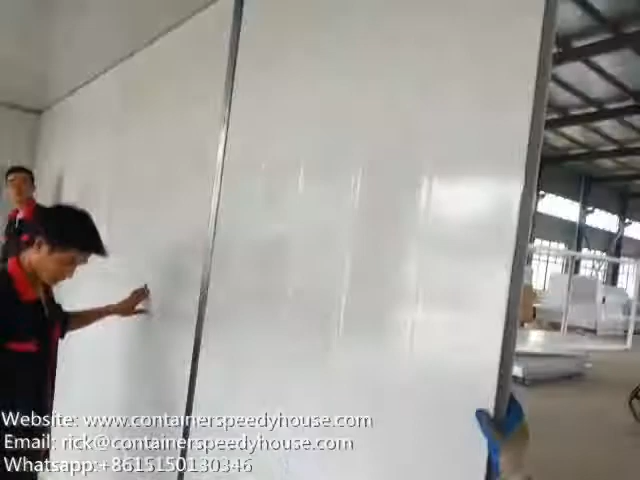 Website: www.containerspeedyhouse.com
Email: rick@containerspeedyhouse.com
Whatsapp:+8615150130346